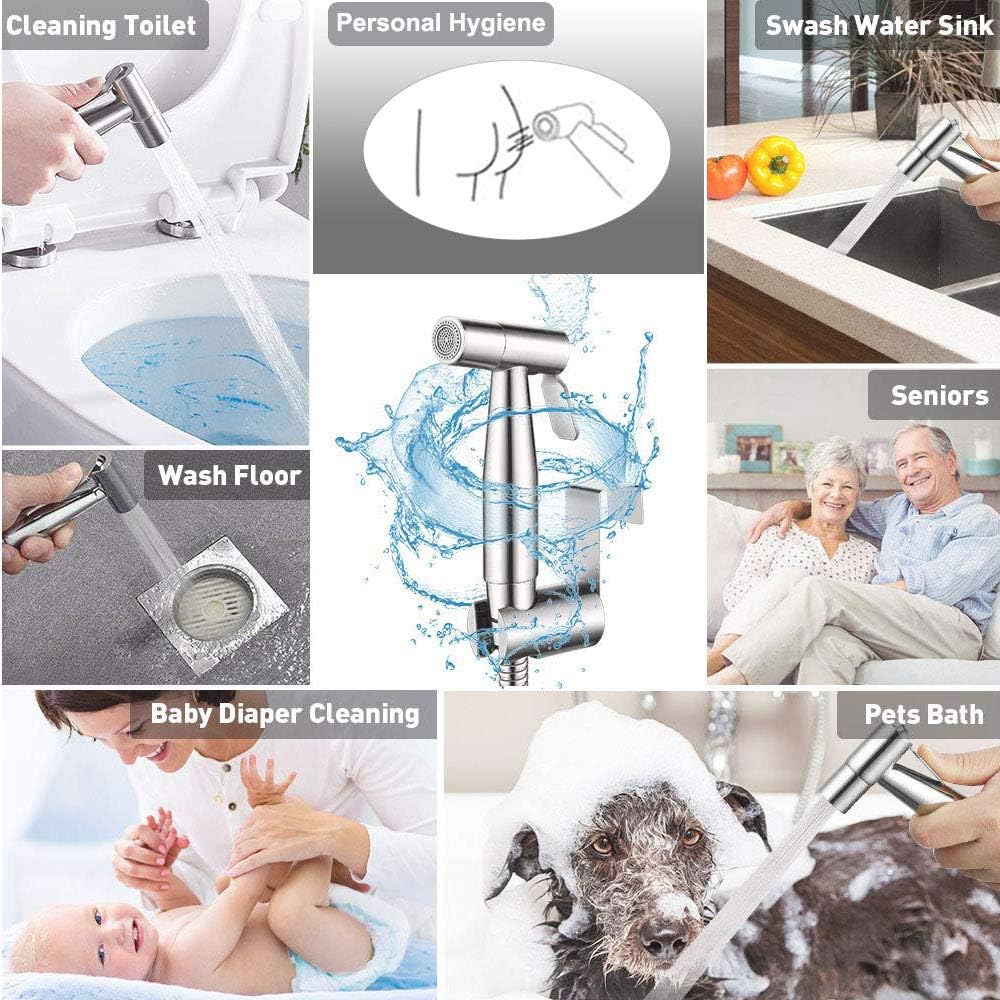 Cleaning Toilet
Personal Hygiene
Swash Water Sink
Seniors
Wash Floor
Baby Diaper Cleaning
Pets Bath